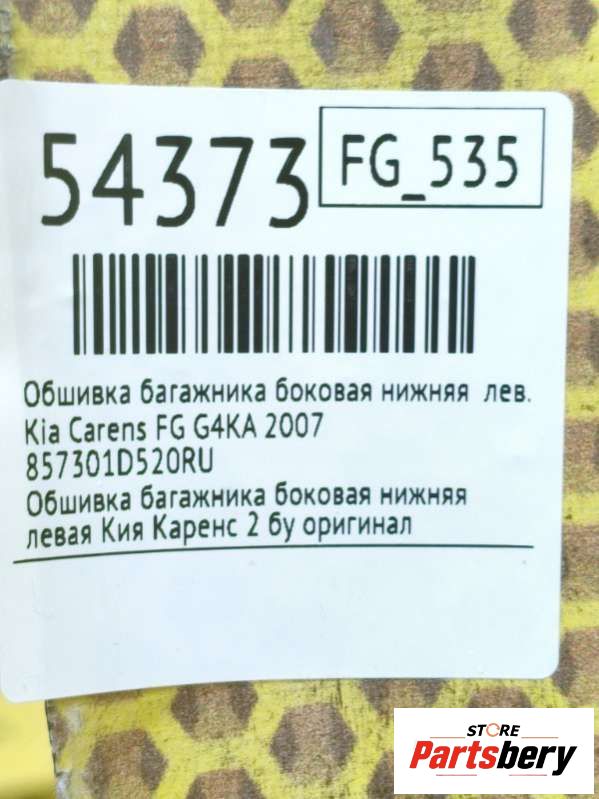 54373
FG_535
Обшивка багажника боковая нижняя лев.
Kia Carens FG G4KA 2007
857301D520RU
Обшивка багажника боковая нижняя
левая Кия Каренс 2 бу оригинал
STORE
Partsbery